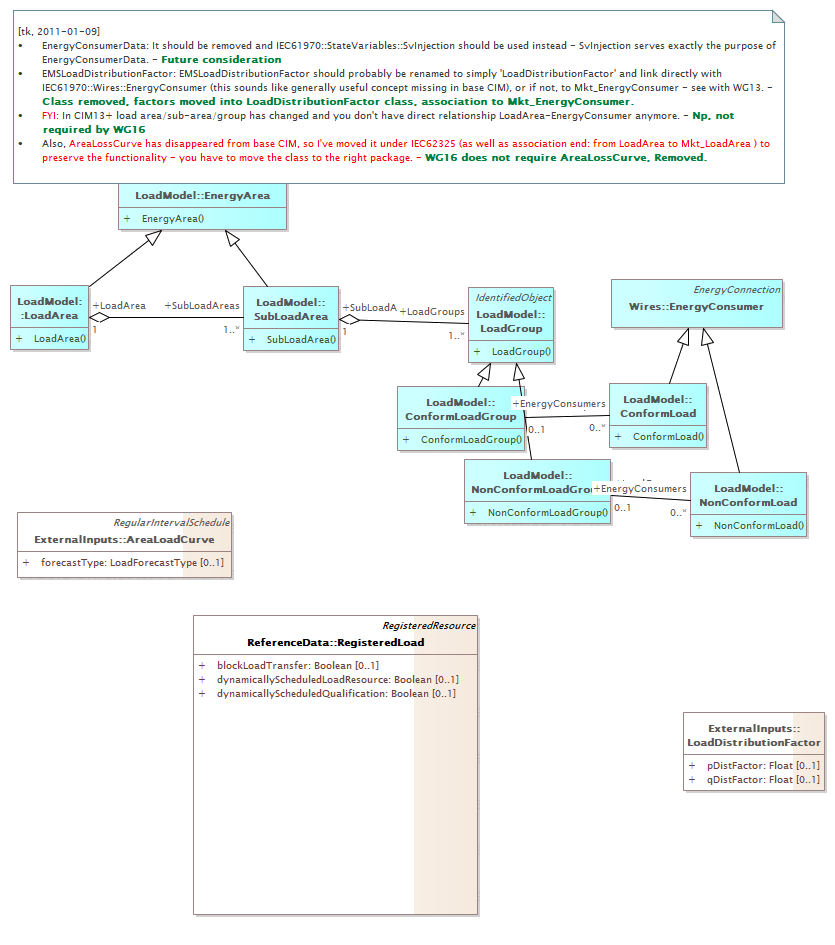 [tk, 2011-01-09]
• EnergyConsumerData: It should be removed and IEC61970::StateVariables::SvInjection should be used instead - SvInjection serves exactly the purpose of
EnergyConsumerData. - Future consideration
• EMSLoadDistributionFactor: EMSLoadDistributionFactor should probably be renamed to simply 'LoadDistributionFactor' and link directly with
IEC61970::Wires::EnergyConsumer (this sounds like generally useful concept missing in base CIM), or if not, to Mkt_EnergyConsumer - see with WG13. -
Class removed, factors moved into LoadDistributionFactor class, association to Mkt_EnergyConsumer.
• FYI: In CIM13+ load area/sub-area/group has changed and you don't have direct relationship LoadArea-EnergyConsumer anymore. - Np, not
required by WG16
• Also, AreaLossCurve has disappeared from base CIM, so I've moved it under IEC62325 (as well as association end: from LoadArea to Mkt_LoadArea ) to
preserve the functionality - you have to move the class to the right package. - WG16 does not require AreaLossCurve, Removed.
LoadModel::EnergyArea
+ EnergyArea()
LoadModel:
:LoadArea
+ LoadArea()
+LoadArea
1
+SubLoadAreas
1..*
LoadModel::
SubLoadArea
+ SubLoadArea()
+SubLoadA
1
+LoadGroups
1..*
IdentifiedObject
LoadModel::
LoadGroup
+ LoadGroup()
EnergyConnection
Wires::EnergyConsumer
LoadModel::
ConformLoadGroup
+ ConformLoadGroup()
+EnergyConsumers
0..1
0..*
LoadModel::
ConformLoad
+ ConformLoad()
LoadModel::
NonConformLoadGro
+ NonConformLoadGroup()
+EnergyConsumers
0..1
0..*
LoadModel::
NonConformLoad
+ NonConformLoad()
RegularIntervalSchedule
ExternalInputs::AreaLoadCurve
+ forecastType: LoadForecastType [0..1]
RegisteredResource
ReferenceData::RegisteredLoad
+ blockLoadTransfer: Boolean [0..1]
+ dynamicallyScheduledLoadResource: Boolean [0..1]
+ dynamicallyScheduledQualification: Boolean [0..1]
ExternalInputs::
LoadDistributionFactor
+ pDistFactor: Float [0..1]
+ qDistFactor: Float [0..1]